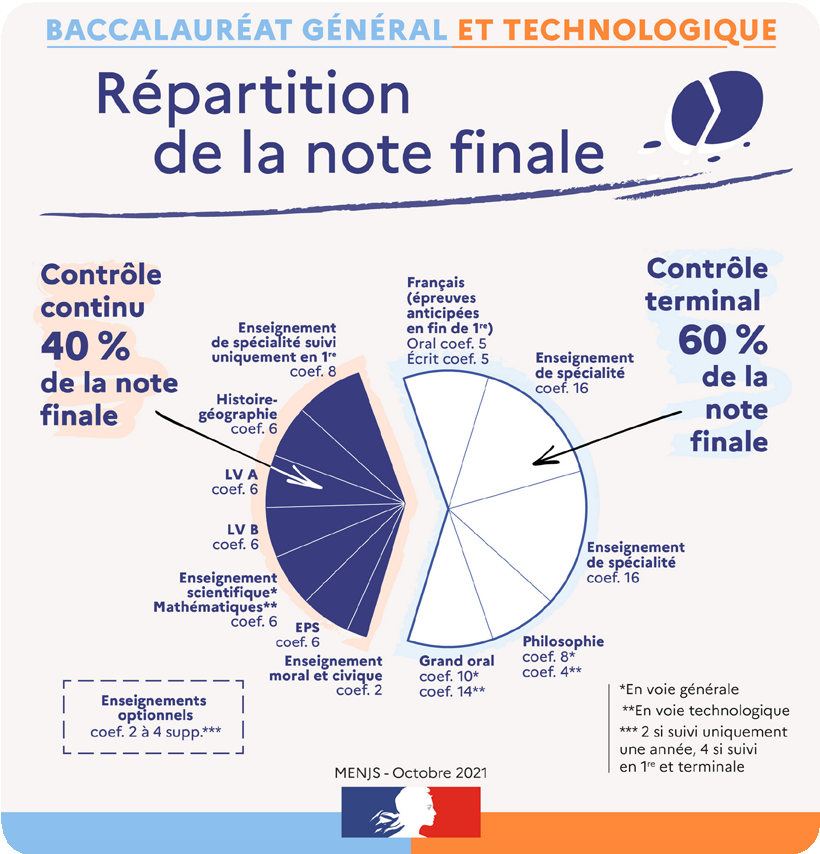 BACCALAURÉAT GÉNÉRAL ET TECHNOLOGIQUE
Répartition
de la note finale
Contrôle
continu
40 %
de la note
finale
Contrôle
terminal
60 %
de la
note
finale
Enseignement
de spécialité suivi
uniquement en 1re
coef. 8
Histoire-
géographie
coef. 6
LV A
coef. 6
LV B
coef. 6
Enseignement
scientifique*
Mathématiques**
coef. 6
EPS
coef. 6
Enseignement
moral et civique
coef. 2
Français
(épreuves
anticipées
en fin de 1re)
Oral coef. 5
Écrit coef. 5
Enseignement
de spécialité
coef. 16
Enseignement
de spécialité
coef. 16
Philosophie
coef. 8*
coef. 4**
Grand oral
coef. 10*
coef. 14**
Enseignements
optionnels
coef. 2 à 4 supp.***
*En voie générale
**En voie technologique
*** 2 si suivi uniquement
une année, 4 si suivi
en 1re et terminale
MENJS - Octobre 2021